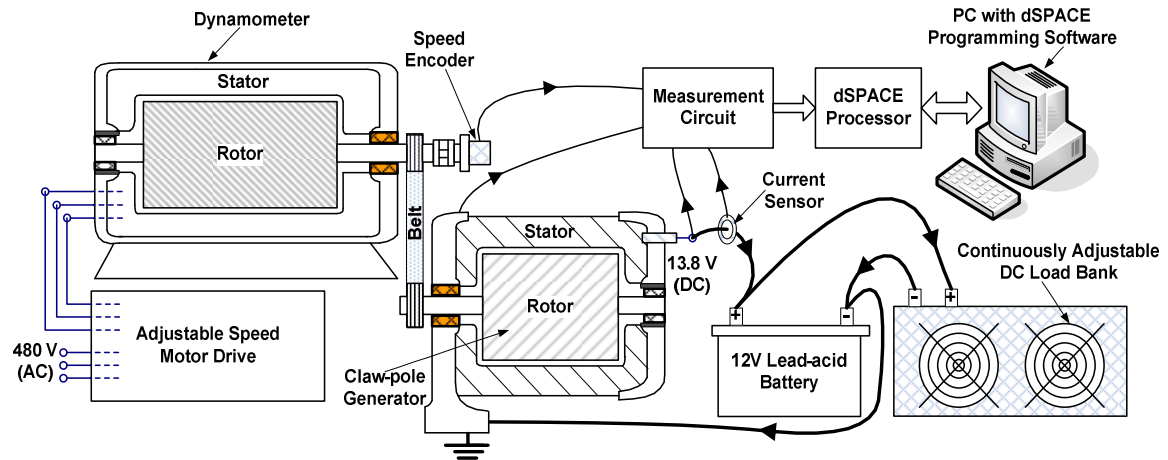 Dynamometer
Stator
Rotor
Speed
Encoder
Belt
Measurement
Circuit
dSPACE
Processor
PC with dSPACE
Programming Software
Current
Sensor
Stator
Rotor
13.8 V
(DC)
Continuously Adjustable
DC Load Bank
+
-
-
+
12V Lead-acid
Battery
Adjustable Speed
Motor Drive
480 V
(AC)
Claw-pole
Generator